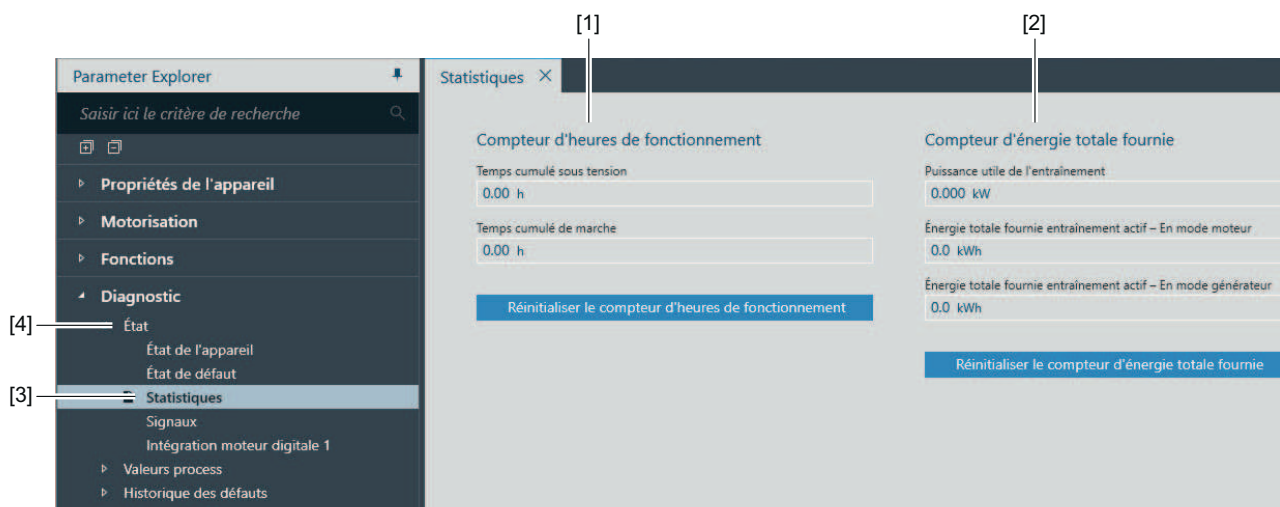 [1]
[2]
Parameter Explorer
Statistiques
Saisir ici le critère de recherche
Propriétés de l'appareil
Motorisation
Fonctions
Diagnostic
[4]
État
État de l'appareil
État de défaut
[3]
Statistiques
Signaux
Intégration moteur digitale 1
Valeurs process
Historique des défauts
Compteur d'heures de fonctionnement
Temps cumulé sous tension
0.00 h
Temps cumulé de marche
0.00 h
Réinitialiser le compteur d'heures de fonctionnement
Compteur d'énergie totale fournie
Puissance utile de l'entraînement
0.000 kW
Énergie totale fournie entraînement actif – En mode moteur
0.0 kWh
Énergie totale fournie entraînement actif – En mode générateur
0.0 kWh
Réinitialiser le compteur d'énergie totale fournie